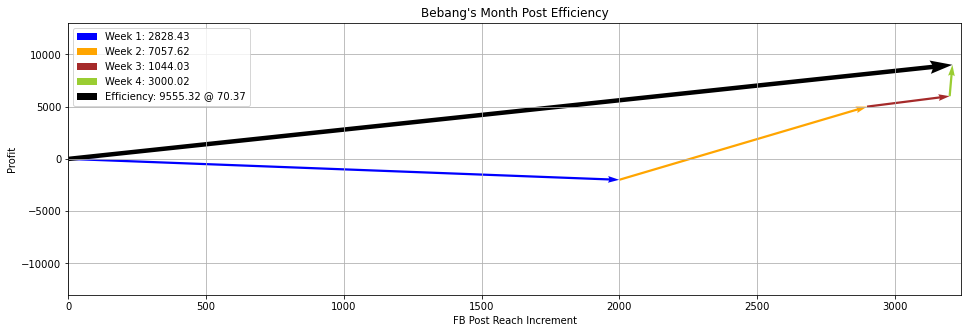 Bebang's Month Post Efficiency
Week 1: 2828.43
Week 2: 7057.62
Week 3: 1044.03
Week 4: 3000.02
Efficiency: 9555.32 @ 70.37
Profit
10000
5000
0
−5000
−10000
0 500 1000 1500 2000 2500 3000
FB Post Reach Increment